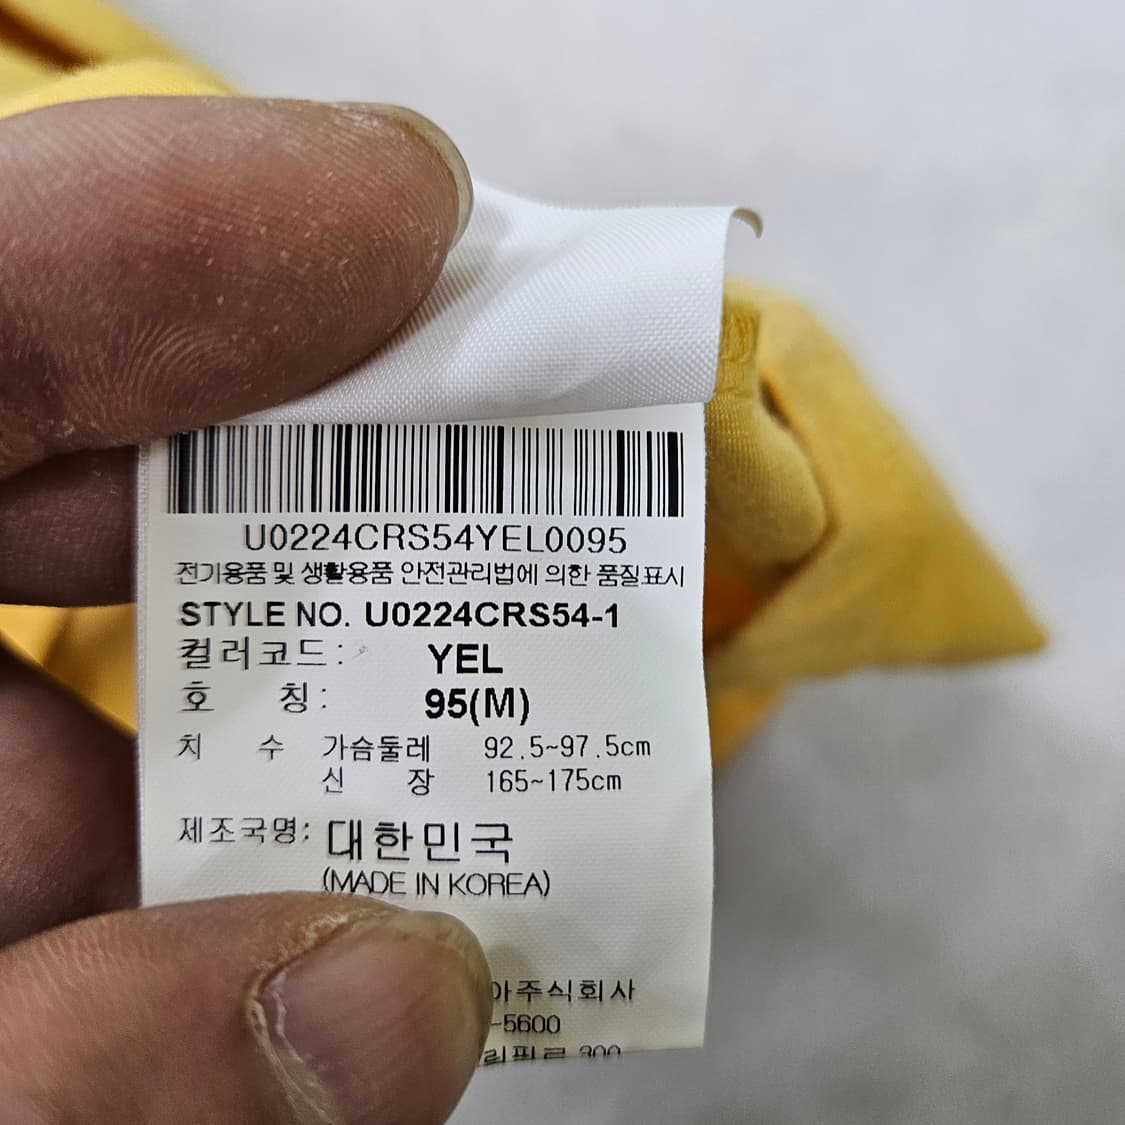 U0224CRS54YEL0095
전기용품 및 생활용품 안전관리법에 의한 품질표시
STYLE NO. U0224CRS54-1
컬러코드: YEL
호 칭: 95(M)
치 수 가슴둘레 92.5~97.5cm
신 장 165~175cm
제조국명: 대한민국
(MADE IN KOREA)
아주식회사
-5600
300